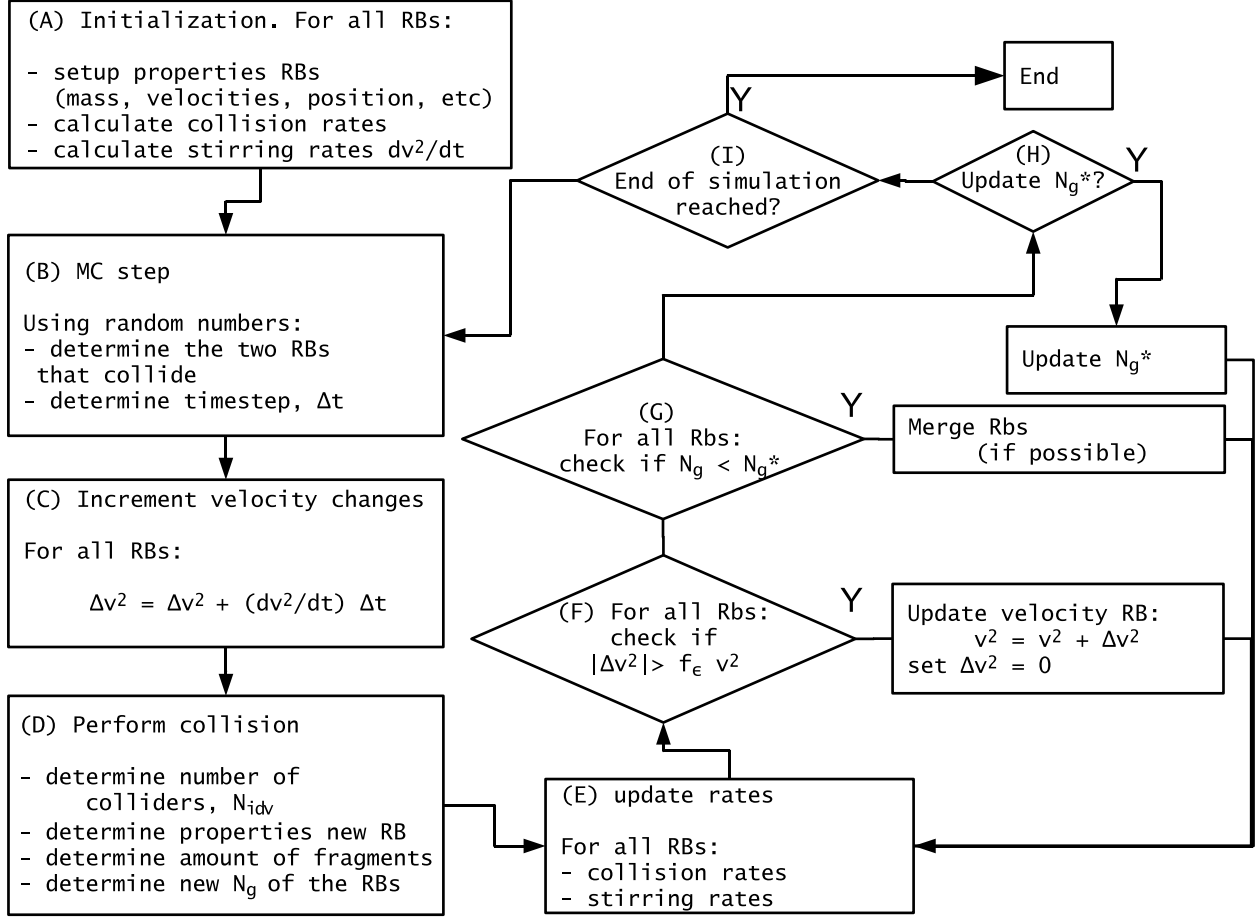 (A) Initialization. For all RBs:
- setup properties RBs
(mass, velocities, position, etc)
- calculate collision rates
- calculate stirring rates dv²/dt
(B) MC step
Using random numbers:
- determine the two RBs
that collide
- determine timestep, Δt
(C) Increment velocity changes
For all RBs:
Δv² = Δv² + (dv²/dt) Δt
(D) Perform collision
- determine number of
colliders, N_idv
- determine properties new RB
- determine amount of fragments
- determine new N_g of the RBs
(E) update rates
For all RBs:
- collision rates
- stirring rates
(F) For all Rbs:
check if
|Δv²|> f_ϵ v²
Y
Update velocity RB:
v² = v² + Δv²
set Δv² = 0
(G)
For all Rbs:
check if N_g < N_g*
Y
Merge Rbs
(if possible)
(H)
Update N_g*?
Y
Update N_g*
(I)
End of simulation
reached?
Y
End